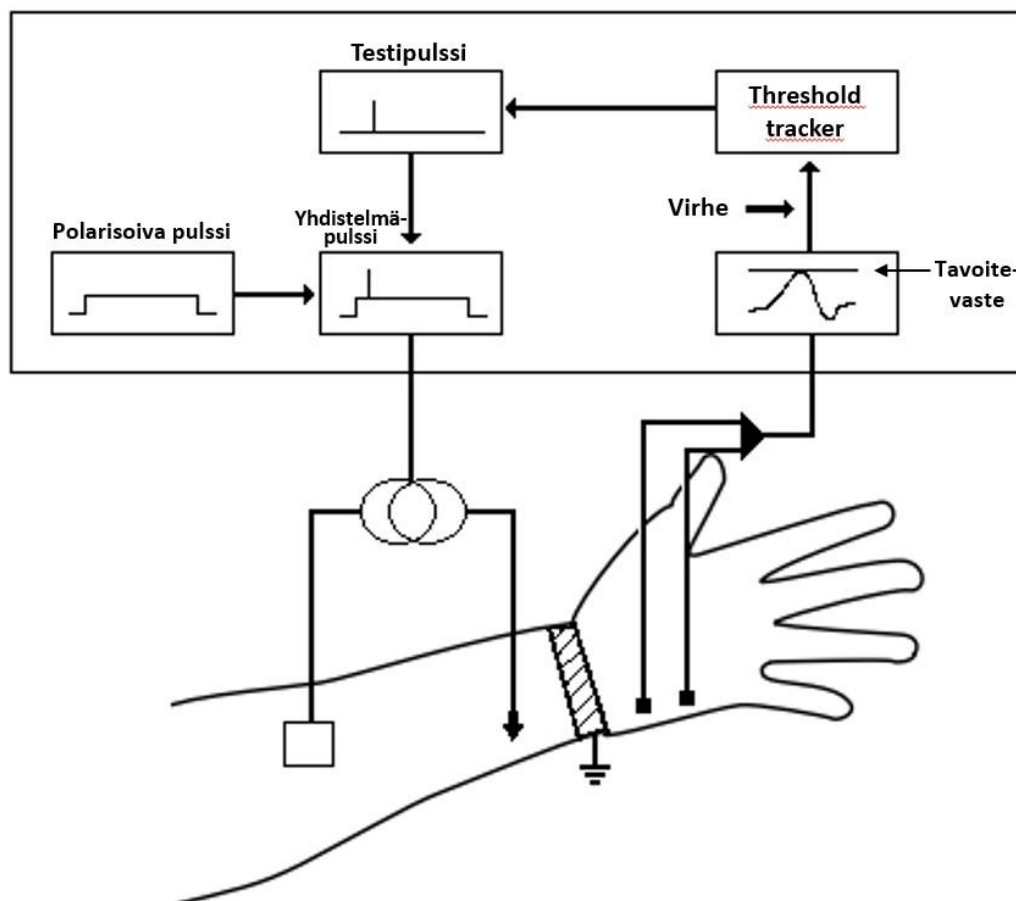 Testipulssi
Threshold
tracker
Virhe
Yhdistelmä-
pulssi
Polarisoiva pulssi
Tavoite-
vaste